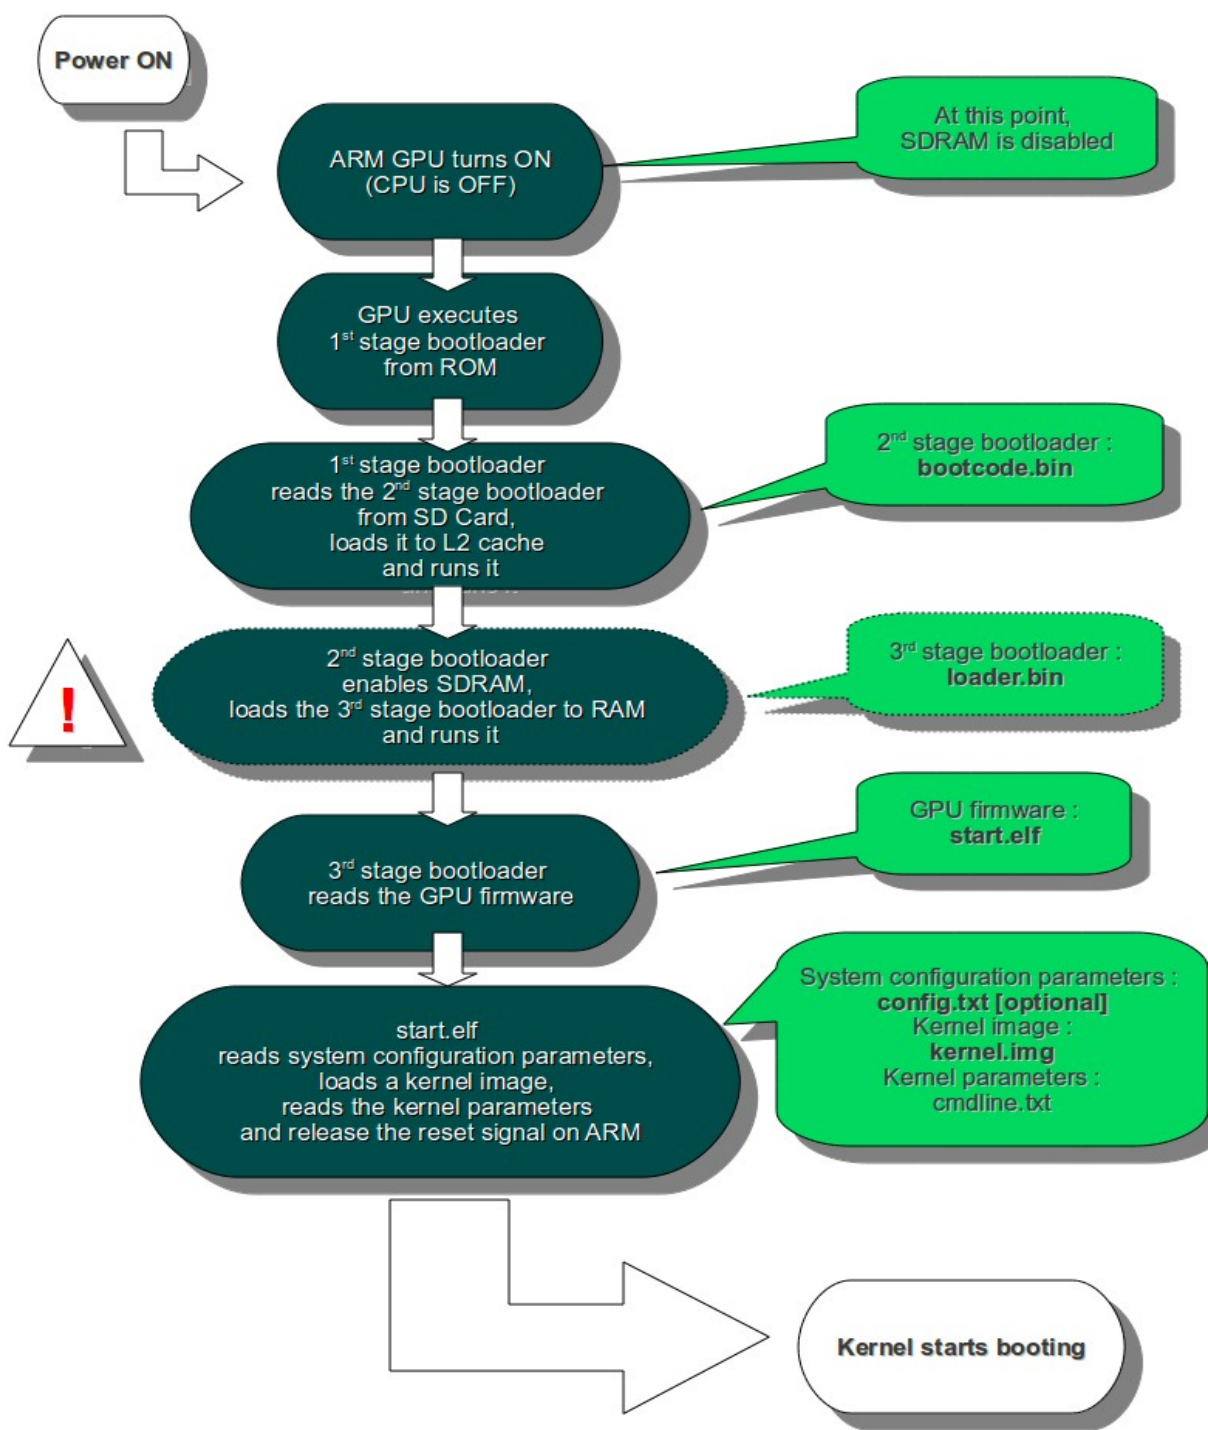 Power ON
ARM GPU turns ON
(CPU is OFF)
At this point,
SDRAM is disabled
GPU executes
1st stage bootloader
from ROM
1st stage bootloader
reads the 2nd stage bootloader
from SD Card,
loads it to L2 cache
and runs it
2nd stage bootloader :
bootcode.bin
2nd stage bootloader
enables SDRAM,
loads the 3rd stage bootloader to RAM
and runs it
3rd stage bootloader :
loader.bin
!
3rd stage bootloader
reads the GPU firmware
GPU firmware :
start.elf
start.elf
reads system configuration parameters,
loads a kernel image,
reads the kernel parameters
and release the reset signal on ARM
System configuration parameters :
config.txt [optional]
Kernel image :
kernel.img
Kernel parameters :
cmdline.txt
Kernel starts booting